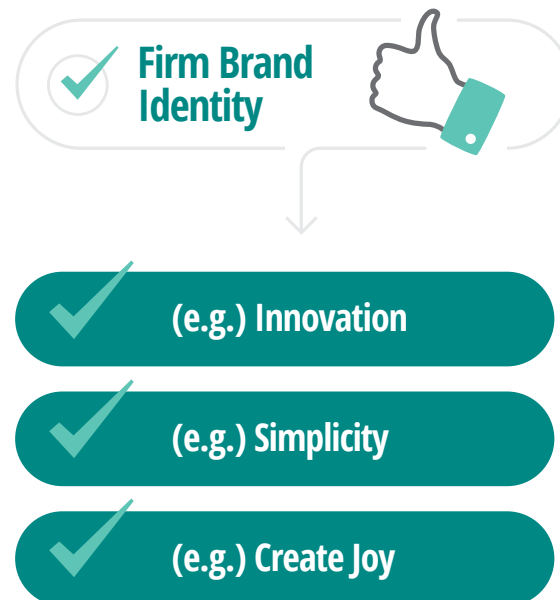 Firm Brand
Identity
(e.g.) Innovation
(e.g.) Simplicity
(e.g.) Create Joy